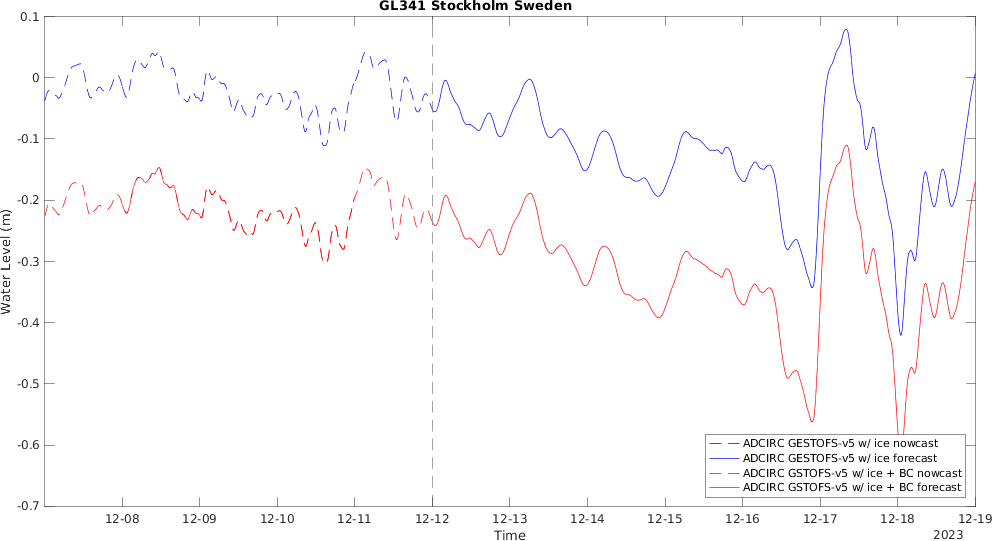 GL341 Stockholm Sweden
0.1
0
-0.1
-0.2
-0.3
-0.4
-0.5
-0.6
-0.7
Water Level (m)
ADCIRC GESTOFS-v5 w/ ice nowcast
ADCIRC GESTOFS-v5 w/ ice forecast
ADCIRC GSTOFS-v5 w/ ice + BC nowcast
ADCIRC GSTOFS-v5 w/ ice + BC forecast
12-08 12-09 12-10 12-11 12-12 12-13 12-14 12-15 12-16 12-17 12-18 12-19
Time
2023